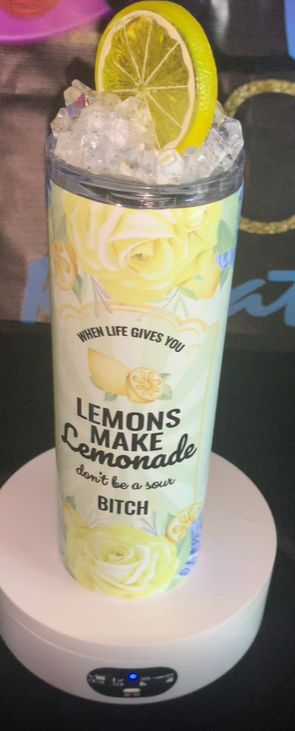 WHEN LIFE GIVES YOU
LEMONS
MAKE
Lemonade
don't be a sour
BITCH